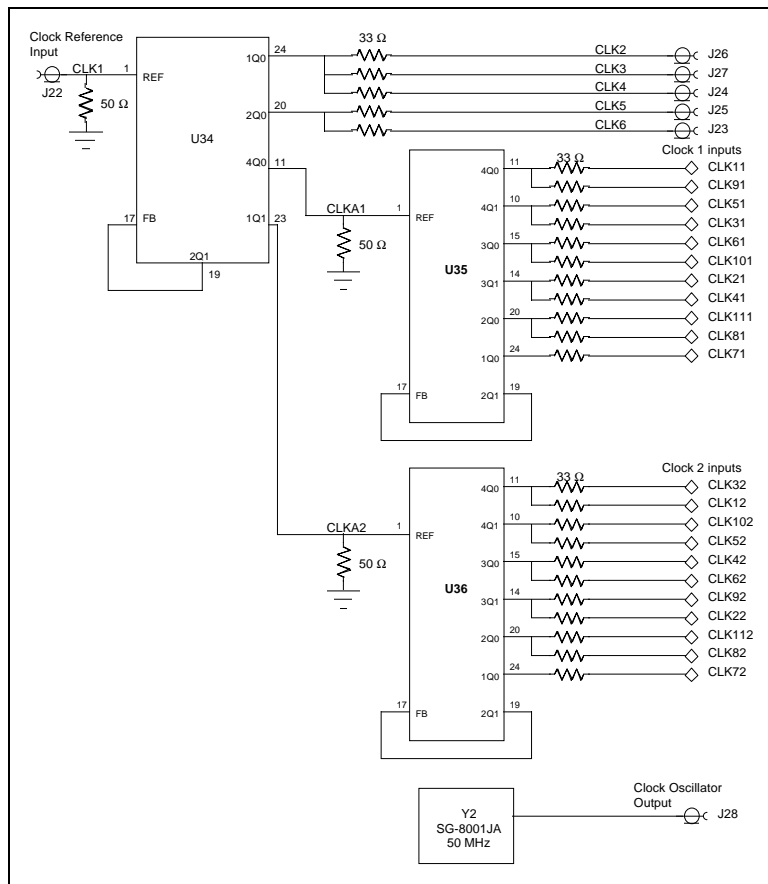 Clock Reference
Input
J22
CLK1
50 Ω
1
REF
U34
17
FB
2Q1
19
1Q0
24
2Q0
20
4Q0
11
1Q1
23
33 Ω
CLK2
J26
CLK3
J27
CLK4
J24
CLK5
J25
CLK6
J23
CLKA1
50 Ω
1
REF
U35
17
FB
2Q1
19
Clock 1 inputs
33 Ω
4Q0
11
CLK11
CLK91
4Q1
10
CLK51
CLK31
3Q0
15
CLK61
CLK101
3Q1
14
CLK21
CLK41
2Q0
20
CLK111
CLK81
1Q0
24
CLK71
CLKA2
50 Ω
1
REF
U36
17
FB
2Q1
19
Clock 2 inputs
33 Ω
4Q0
11
CLK32
CLK12
4Q1
10
CLK102
CLK52
3Q0
15
CLK42
CLK62
3Q1
14
CLK92
CLK22
2Q0
20
CLK112
CLK82
1Q0
24
CLK72
Y2
SG-8001JA
50 MHz
Clock Oscillator
Output
J28